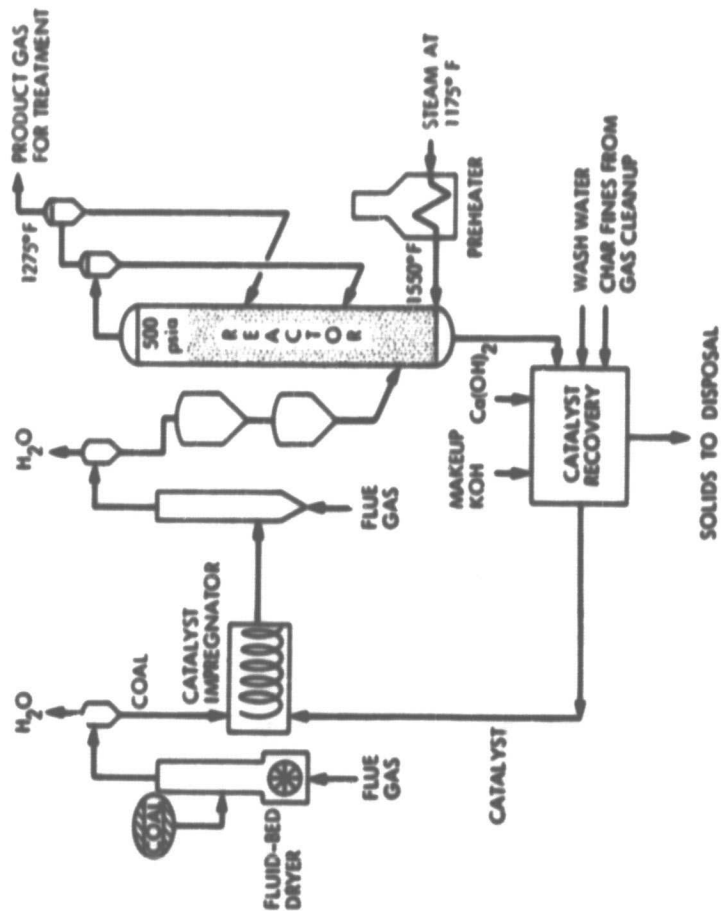 PRODUCT GAS
FOR TREATMENT
1275°F
STEAM AT
1175° F
PREHEATER
1550°F
500
psia
REACTOR
H2O
H2O
COAL
CATALYST
IMPREGNATOR
FLUE
GAS
COAL
FLUID-BED
DRYER
FLUE
GAS
CATALYST
MAKEUP
KOH
Ca(OH)2
CATALYST
RECOVERY
WASH WATER
CHAR FINES FROM
GAS CLEANUP
SOLIDS TO DISPOSAL